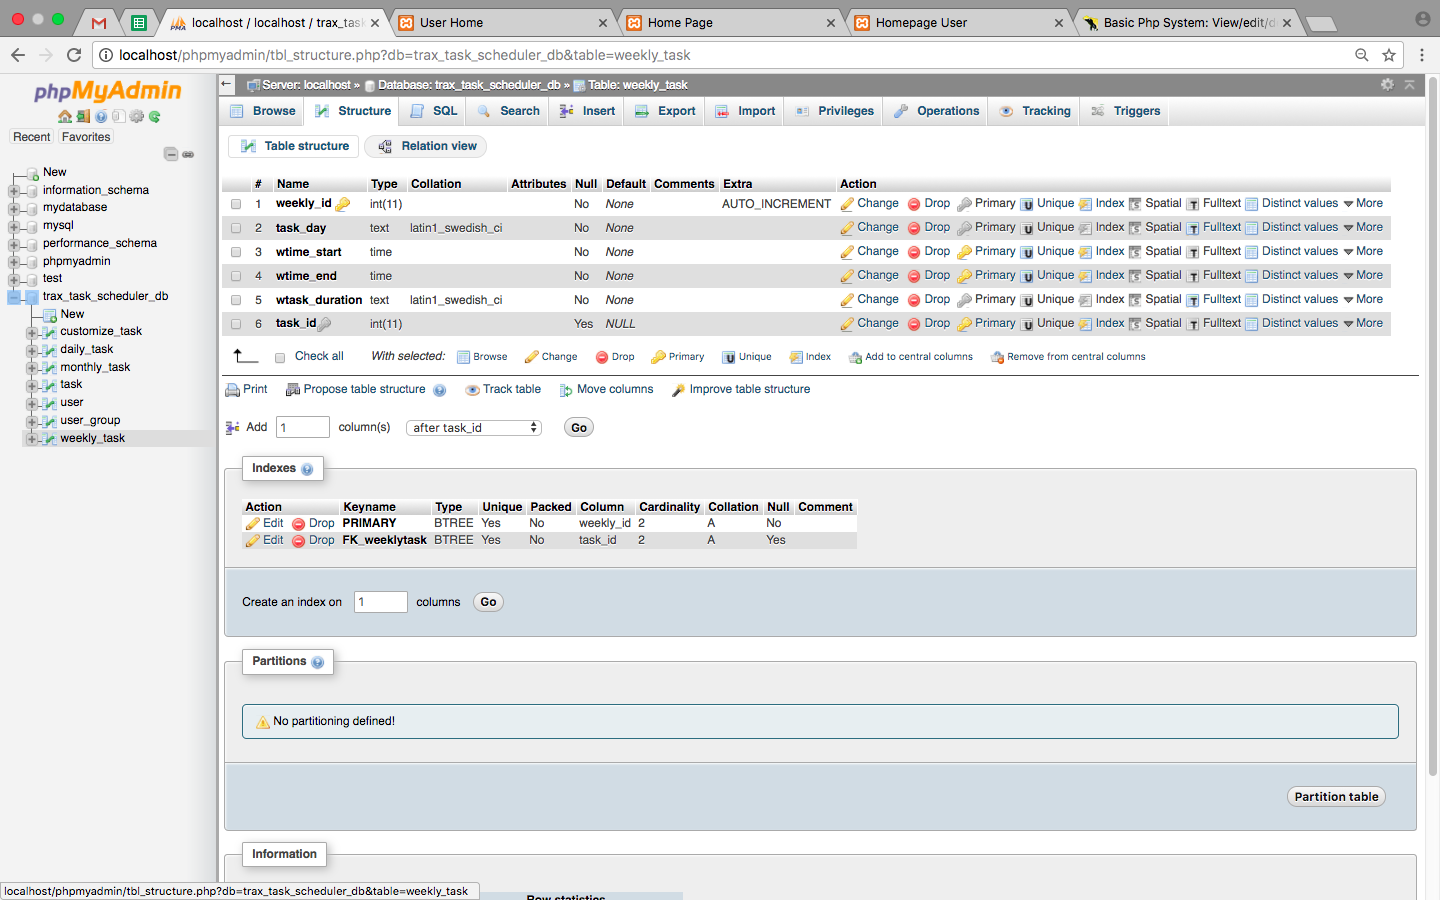 localhost / localhost / trax_tas
User Home
Home Page
Homepage User
Basic Php System: View/edit/d
localhost/phpmyadmin/tbl_structure.php?db=trax_task_scheduler_db&table=weekly_task
phpMyAdmin
Recent Favorites
New
information_schema
mydatabase
mysql
performance_schema
phpmyadmin
test
trax_task_scheduler_db
New
customize_task
daily_task
monthly_task
task
user
user_group
weekly_task
Server: localhost » Database: trax_task_scheduler_db » Table: weekly_task
Browse Structure SQL Search Insert Export Import Privileges Operations Tracking Triggers
Table structure Relation view
# Name Type Collation Attributes Null Default Comments Extra Action
1 weekly_id int(11) No None AUTO_INCREMENT Change Drop Primary Unique Index Spatial Fulltext Distinct values More
2 task_day text latin1_swedish_ci No None Change Drop Primary Unique Index Spatial Fulltext Distinct values More
3 wtime_start time No None Change Drop Primary Unique Index Spatial Fulltext Distinct values More
4 wtime_end time No None Change Drop Primary Unique Index Spatial Fulltext Distinct values More
5 wtask_duration text latin1_swedish_ci No None Change Drop Primary Unique Index Spatial Fulltext Distinct values More
6 task_id int(11) Yes NULL Change Drop Primary Unique Index Spatial Fulltext Distinct values More
Check all With selected: Browse Change Drop Primary Unique Index Add to central columns Remove from central columns
Print Propose table structure Track table Move columns Improve table structure
Add 1 column(s) after task_id Go
Indexes
Action Keyname Type Unique Packed Column Cardinality Collation Null Comment
Edit Drop PRIMARY BTREE Yes No weekly_id 2 A No
Edit Drop FK_weeklytask BTREE Yes No task_id 2 A Yes
Create an index on 1 columns Go
Partitions
No partitioning defined!
Partition table
Information
Row statistics
localhost/phpmyadmin/tbl_structure.php?db=trax_task_scheduler_db&table=weekly_task